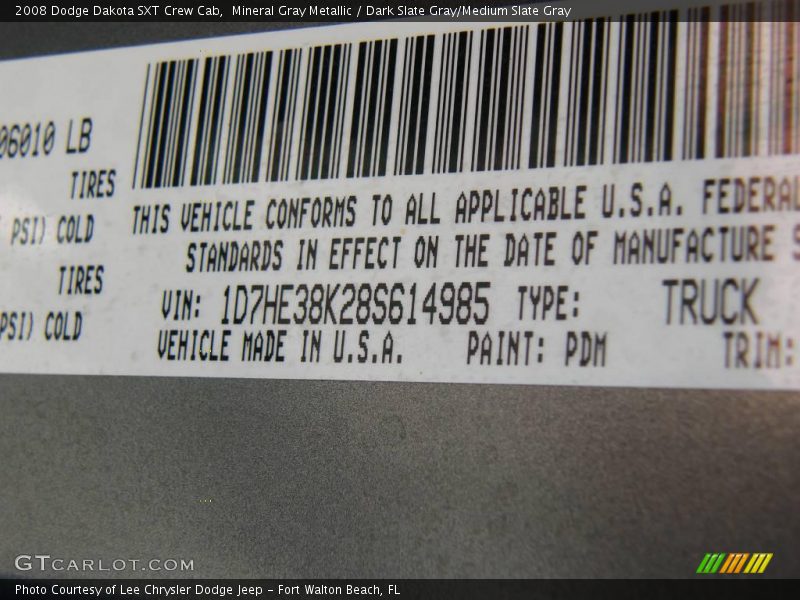 2008 Dodge Dakota SXT Crew Cab,  Mineral Gray Metallic / Dark Slate Gray/Medium Slate Gray
06010 LB
TIRES
PSI) COLD
TIRES
PSI) COLD
THIS VEHICLE CONFORMS TO ALL APPLICABLE U.S.A. FEDERAL
STANDARDS IN EFFECT ON THE DATE OF MANUFACTURE S
VIN: 1D7HE38K28S614985 TYPE: TRUCK
VEHICLE MADE IN U.S.A. PAINT: PDM TRIM:
GTCARLOT.COM
Photo Courtesy of Lee Chrysler Dodge Jeep - Fort Walton Beach, FL